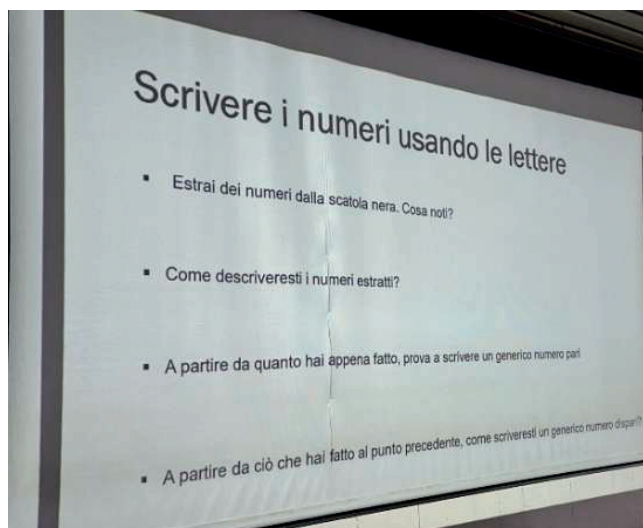 Scrivere i numeri usando le lettere
▪ Estrai dei numeri dalla scatola nera. Cosa noti?
▪ Come descriveresti i numeri estratti?
▪ A partire da quanto hai appena fatto, prova a scrivere un generico numero pari
▪ A partire da ciò che hai fatto al punto precedente, come scriveresti un generico numero dispari?